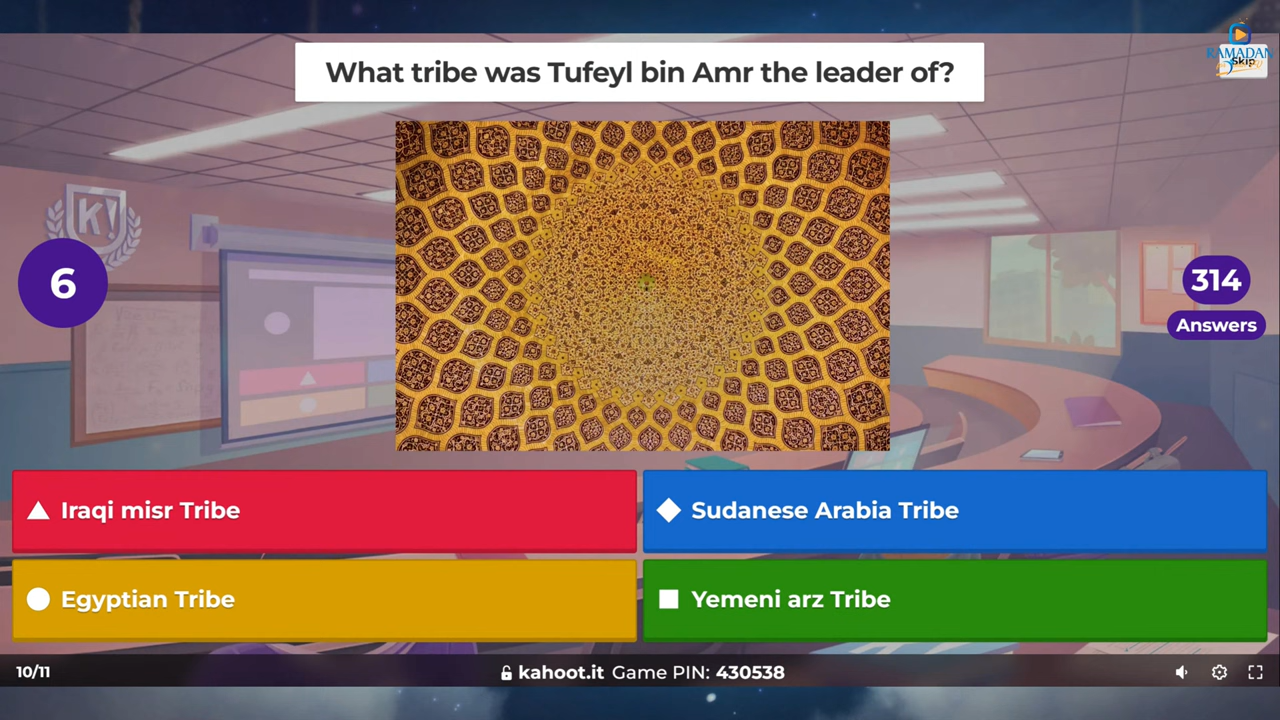 What tribe was Tufeyl bin Amr the leader of?
RAMADAN
Skip
K!
6
314
Answers
Iraqi misr Tribe
Sudanese Arabia Tribe
Egyptian Tribe
Yemeni arz Tribe
10/11
kahoot.it Game PIN: 430538